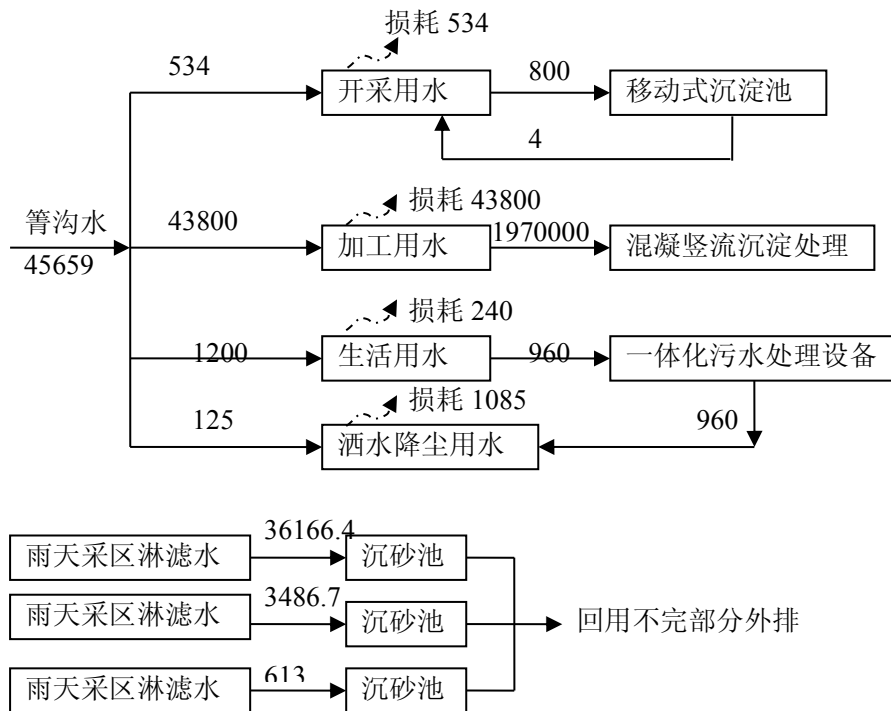 损耗 534
534
开采用水
800
移动式沉淀池
4
箐沟水
45659
43800
损耗 43800
加工用水
1970000
混凝竖流沉淀处理
损耗 240
1200
生活用水
960
一体化污水处理设备
损耗 1085
125
洒水降尘用水
960
雨天采区淋滤水
36166.4
沉砂池
雨天采区淋滤水
3486.7
沉砂池
回用不完部分外排
雨天采区淋滤水
613
沉砂池